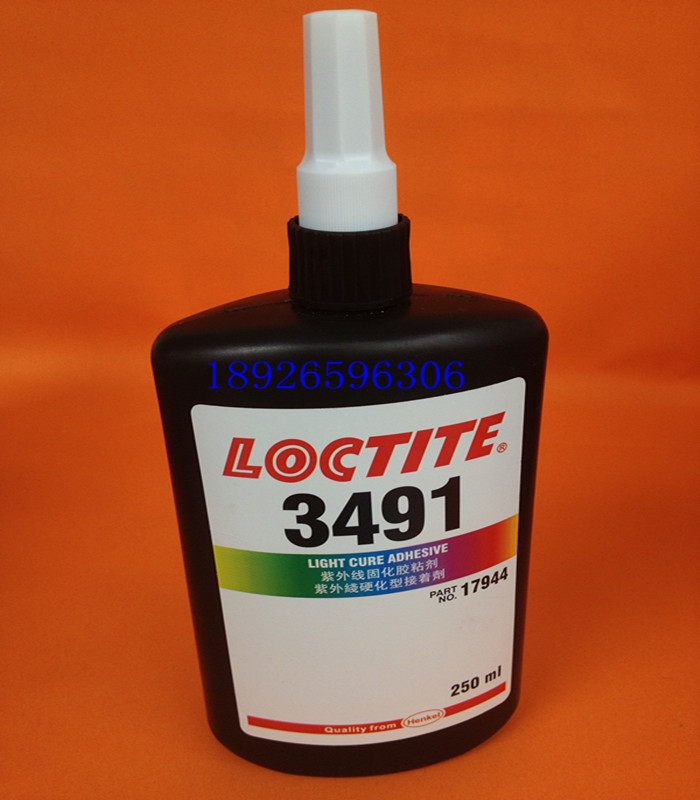 18926596306
LOCTITE®
3491
LIGHT CURE ADHESIVE
紫外线固化胶粘剂
紫外綫硬化型接着劑
PART NO. 17944
250 ml
Quality from Henkel